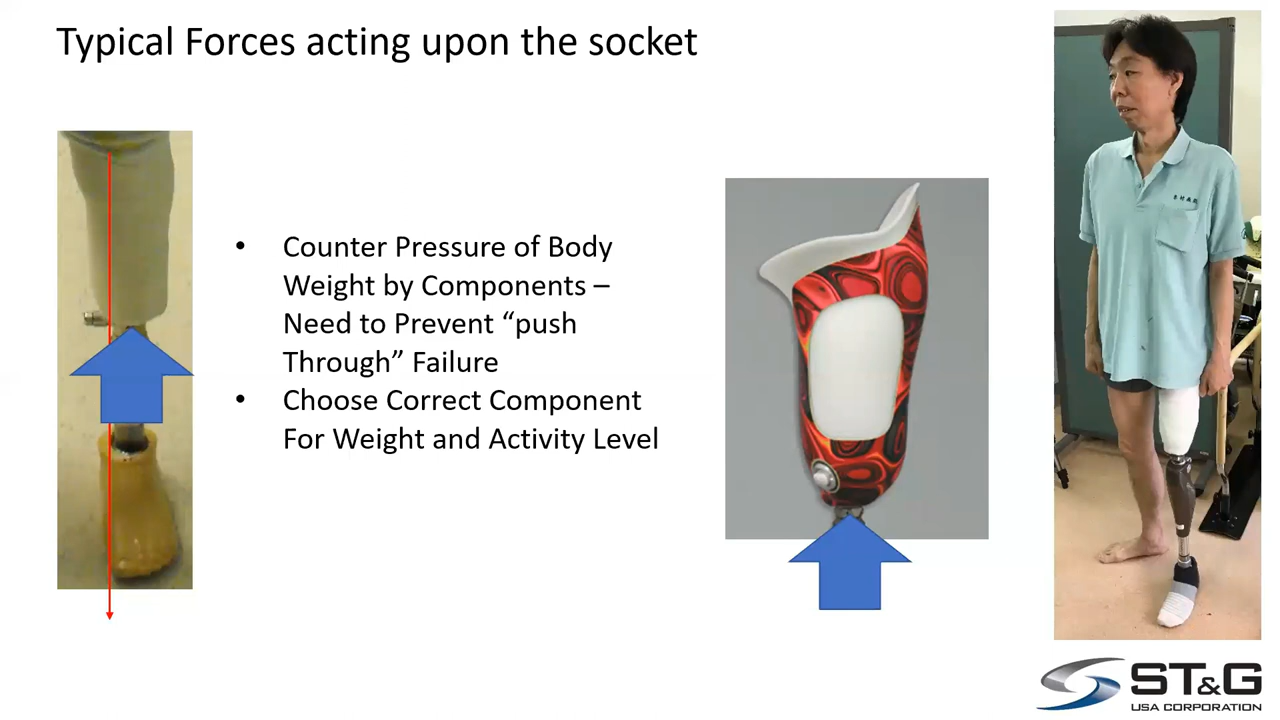 Typical Forces acting upon the socket
• Counter Pressure of Body
Weight by Components –
Need to Prevent “push
Through” Failure
• Choose Correct Component
For Weight and Activity Level
ST&G
USA CORPORATION